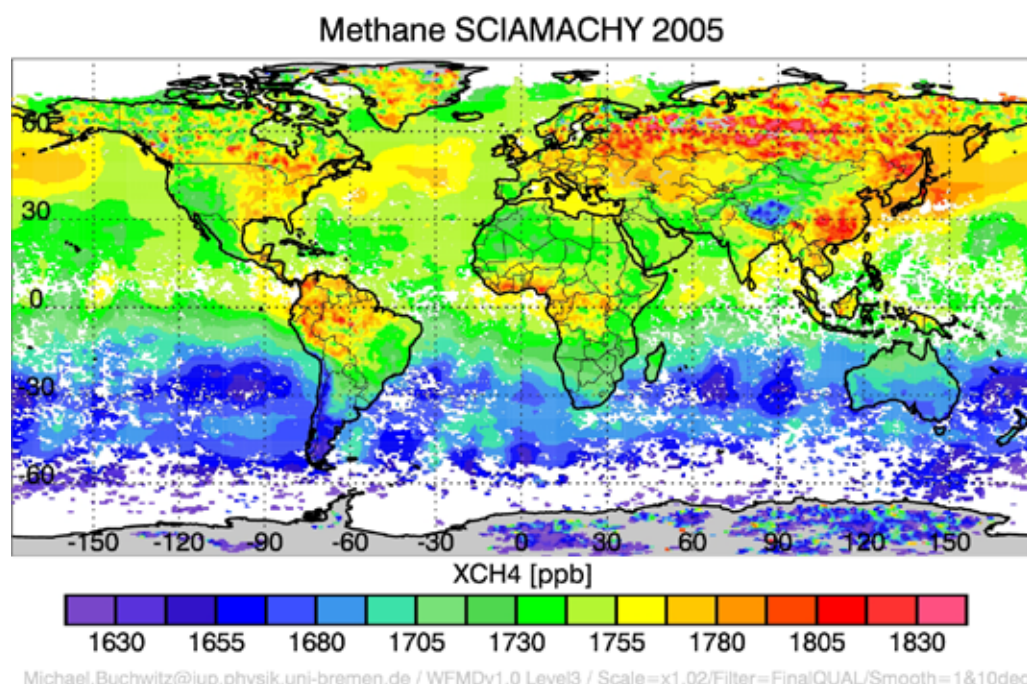 Methane SCIAMACHY 2005
60
30
0
-30
-60
-150 -120 -90 -60 -30 0 30 60 90 120 150
XCH4 [ppb]
1630 1655 1680 1705 1730 1755 1780 1805 1830
Michael.Buchwitz@iup.physik.uni-bremen.de / WFMDv1.0 Level3 / Scale=x1.02/Filter=FinalQUAL/Smooth=1&10deg